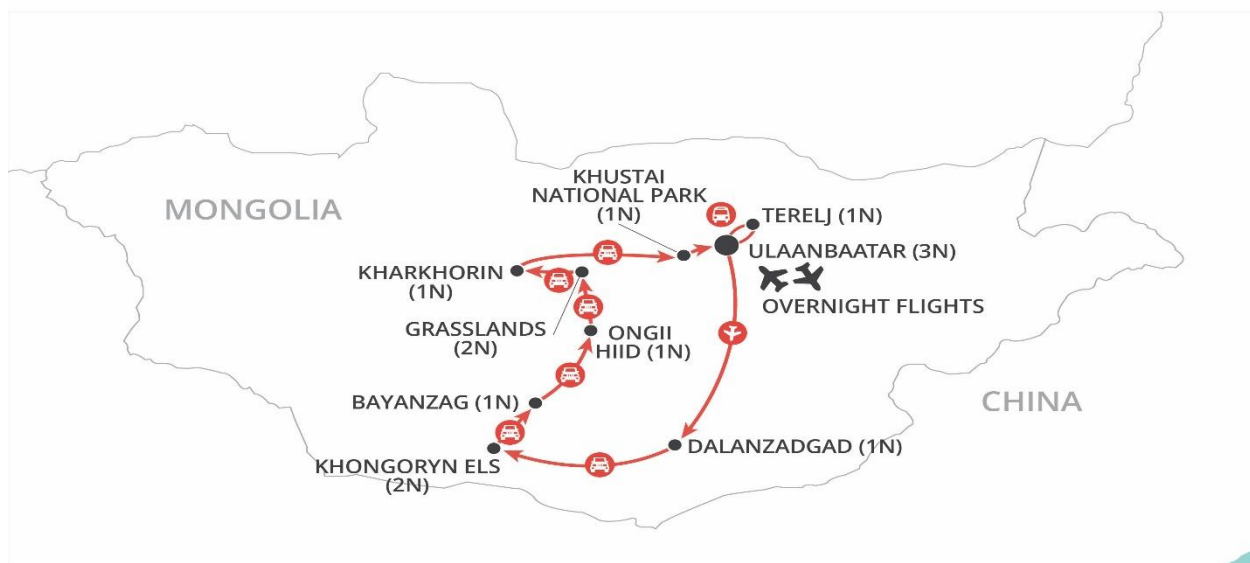 MONGOLIA
KHUSTAI
NATIONAL PARK
(1N)
TERELJ (1N)
ULAANBAATAR (3N)
OVERNIGHT FLIGHTS
KHARKHORIN
(1N)
GRASSLANDS
(2N)
ONGII
HIID (1N)
BAYANZAG (1N)
CHINA
KHONGORYN ELS
(2N)
DALANZADGAD (1N)